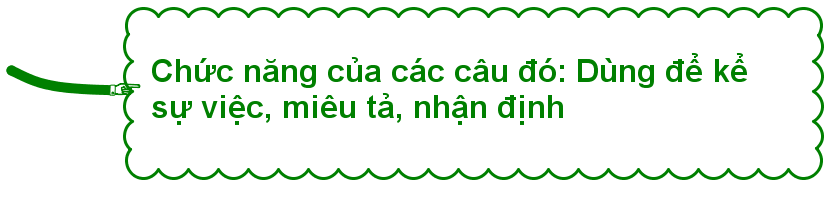 Chức năng của các câu đó: Dùng để kể
sự việc, miêu tả, nhận định